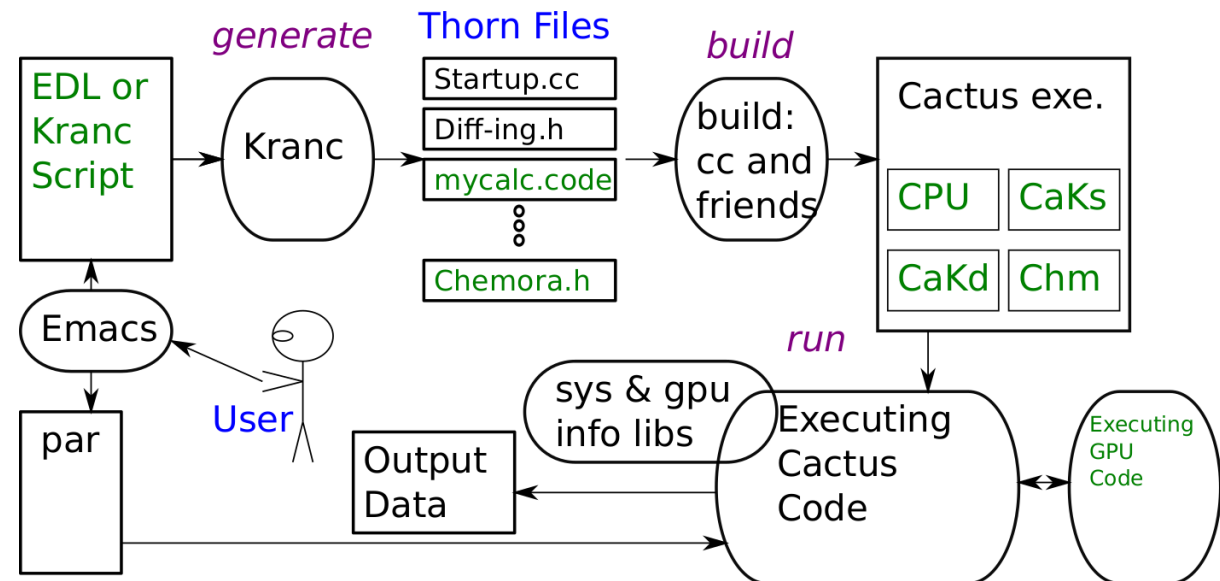 generate
Thorn Files
build
EDL or
Kranc
Script
Kranc
Startup.cc
Diff-ing.h
mycalc.code
Chemora.h
build:
cc and
friends
Cactus exe.
CPU
CaKs
CaKd
Chm
Emacs
User
par
run
sys & gpu
info libs
Output
Data
Executing
Cactus
Code
Executing
GPU
Code